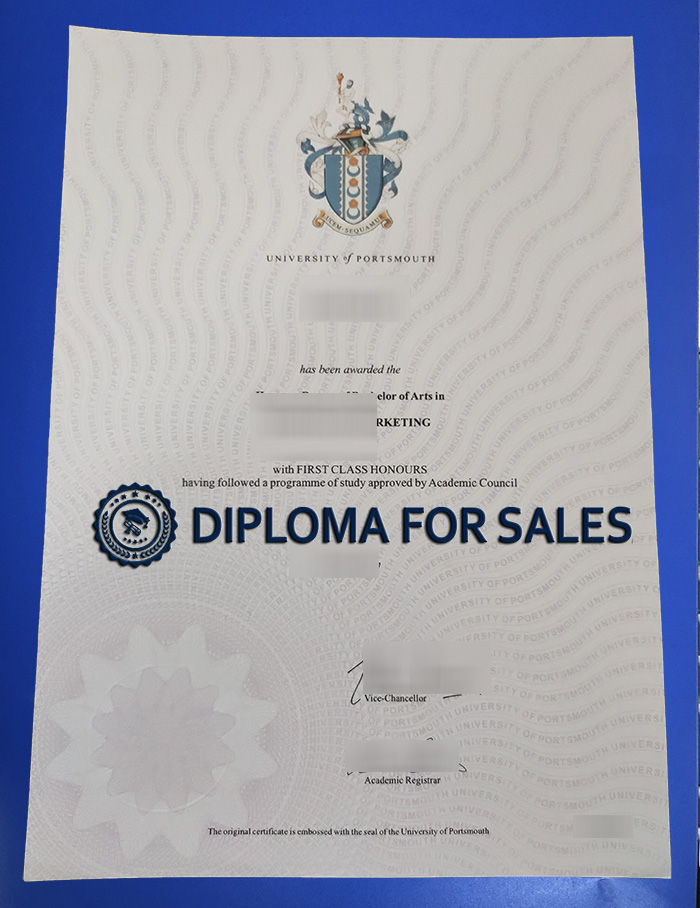 LUCEM SEQUAMUR
UNIVERSITY of PORTSMOUTH
has been awarded the
of Arts in
with FIRST CLASS HONOURS
having followed a programme of study approved by Academic Council
DIPLOMA FOR SALES
Vice-Chancellor
Academic Registrar
The original certificate is embossed with the seal of the University of Portsmouth